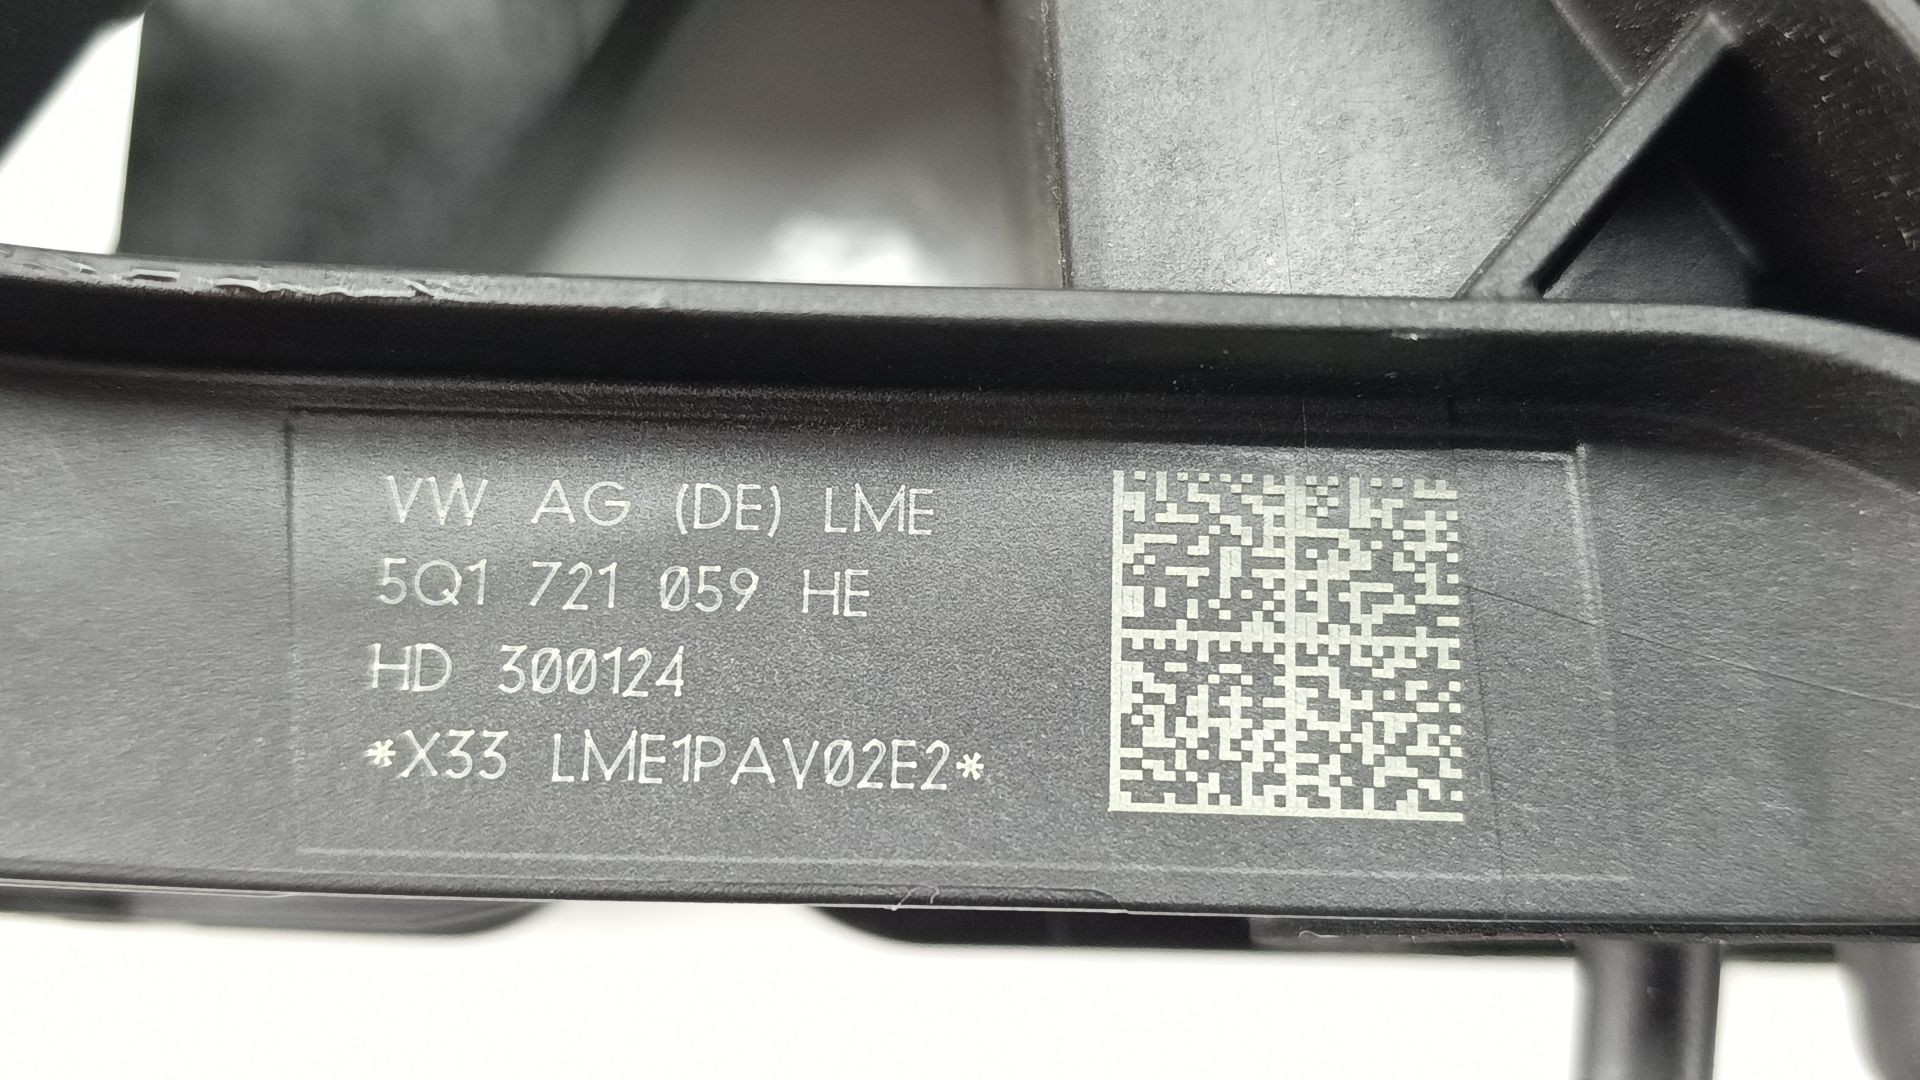 VW AG (DE) LME
5Q1 721 059 HE
HD 300124
*X33 LME1PAV02E2*